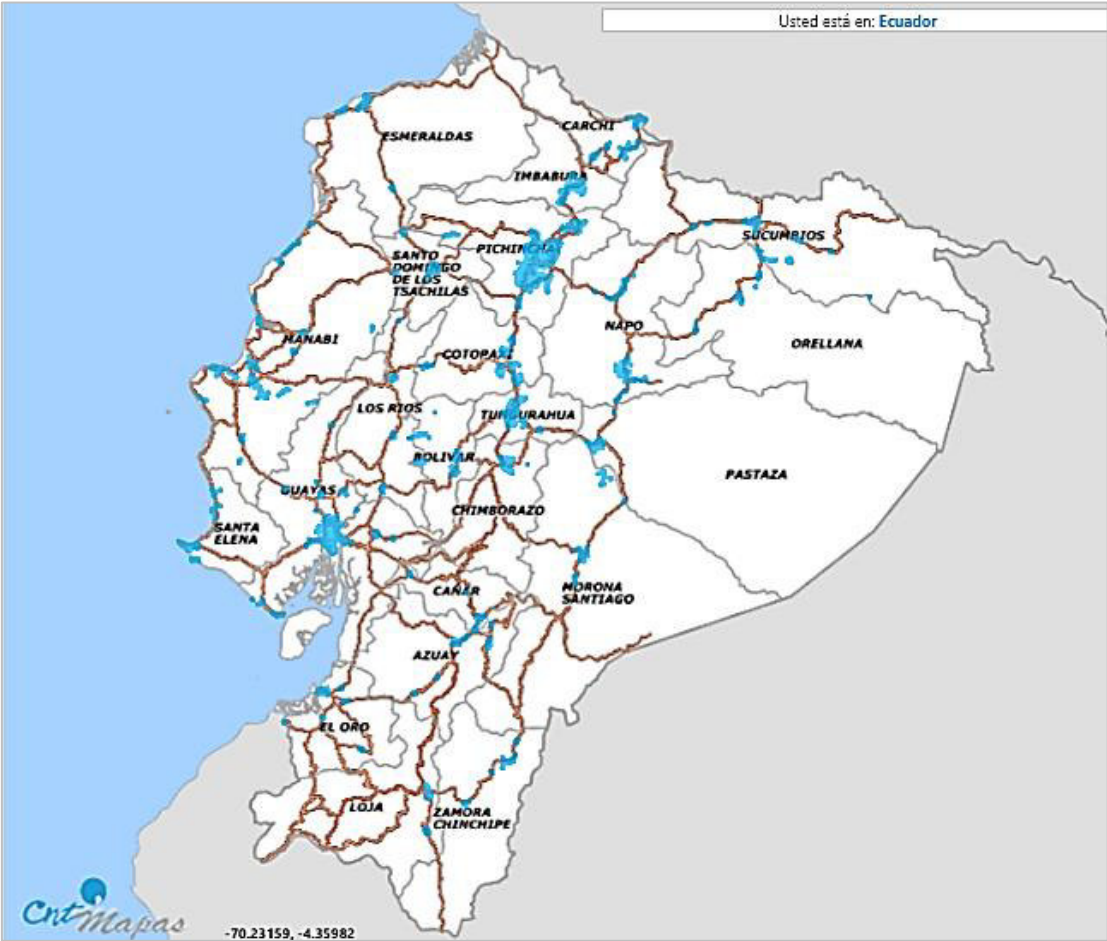 Usted está en: Ecuador
ESMERALDAS
CARCHI
IMBABURA
PICHINCHA
SUCUMBIOS
SANTO
DOMINGO
DE LOS
TSACHILAS
NAPO
MANABI
ORELLANA
COTOPAXI
LOS RIOS
TUNGURAHUA
BOLIVAR
PASTAZA
GUAYAS
CHIMBORAZO
SANTA
ELENA
CAÑAR
MORONA
SANTIAGO
AZUAY
EL ORO
LOJA
ZAMORA
CHINCHIPE
Cnt Mapas
-70.23159, -4.35982